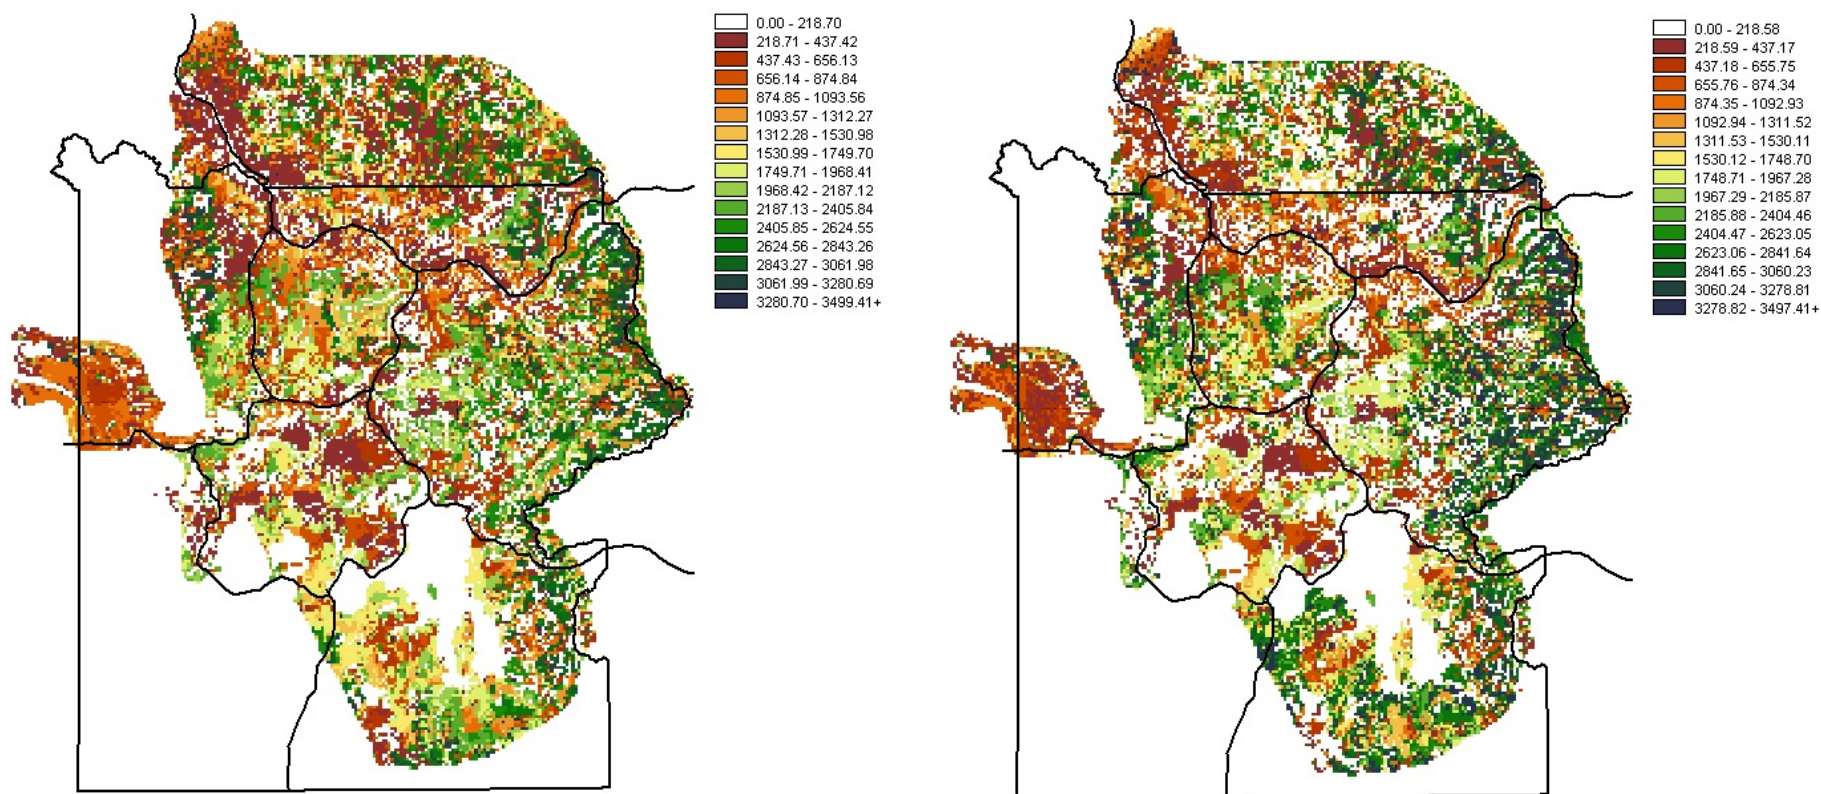 0.00 - 218.70
218.71 - 437.42
437.43 - 656.13
656.14 - 874.84
874.85 - 1093.56
1093.57 - 1312.27
1312.28 - 1530.98
1530.99 - 1749.70
1749.71 - 1968.41
1968.42 - 2187.12
2187.13 - 2405.84
2405.85 - 2624.55
2624.56 - 2843.26
2843.27 - 3061.98
3061.99 - 3280.69
3280.70 - 3499.41+
0.00 - 218.58
218.59 - 437.17
437.18 - 655.75
655.76 - 874.34
874.35 - 1092.93
1092.94 - 1311.52
1311.53 - 1530.11
1530.12 - 1748.70
1748.71 - 1967.28
1967.29 - 2185.87
2185.88 - 2404.46
2404.47 - 2623.05
2623.06 - 2841.64
2841.65 - 3060.23
3060.24 - 3278.81
3278.82 - 3497.41+